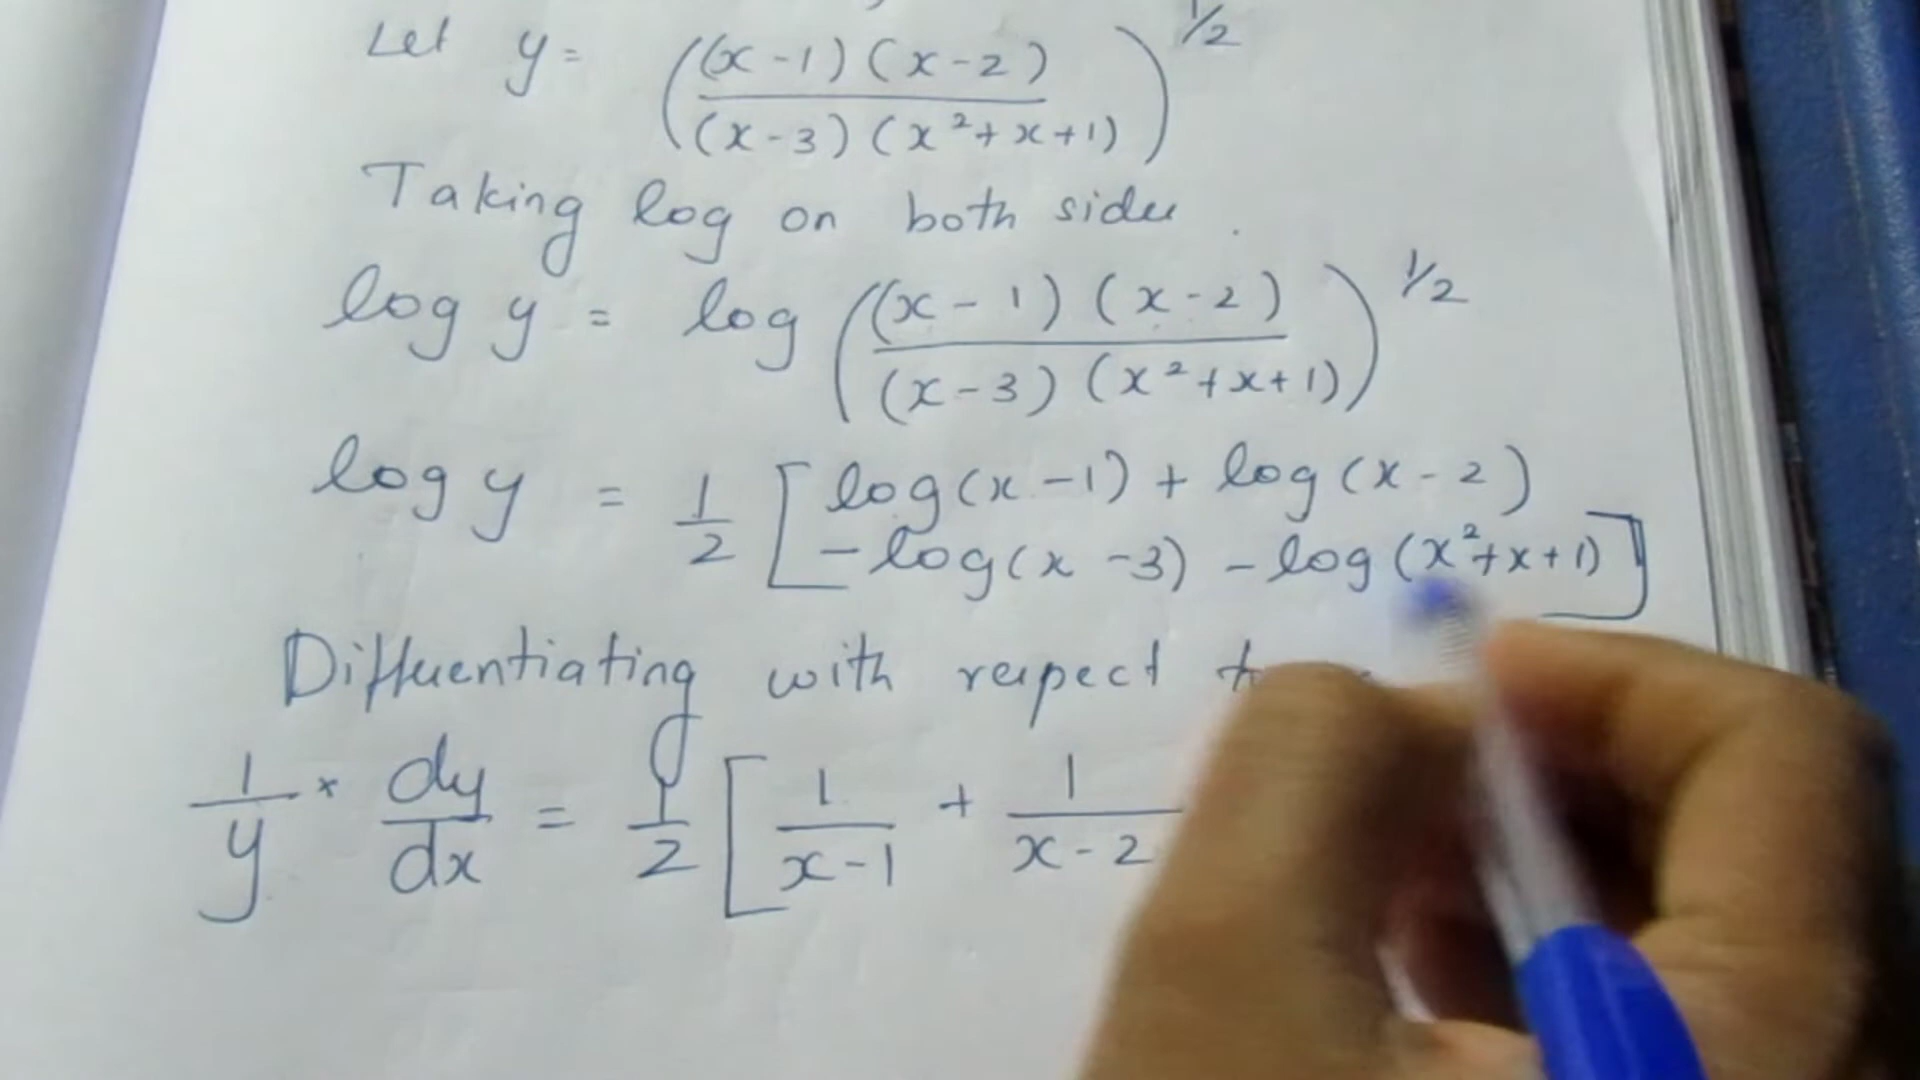 Let y = ((x-1)(x-2) / (x-3)(x²+x+1))^1/2
Taking log on both sides.
log y = log ((x-1)(x-2) / (x-3)(x²+x+1))^1/2
log y = 1/2 [log(x-1) + log(x-2)
-log(x-3) - log(x²+x+1)]
Differentiating with respect
1/y × dy/dx = 1/2 [1/x-1 + 1/x-2